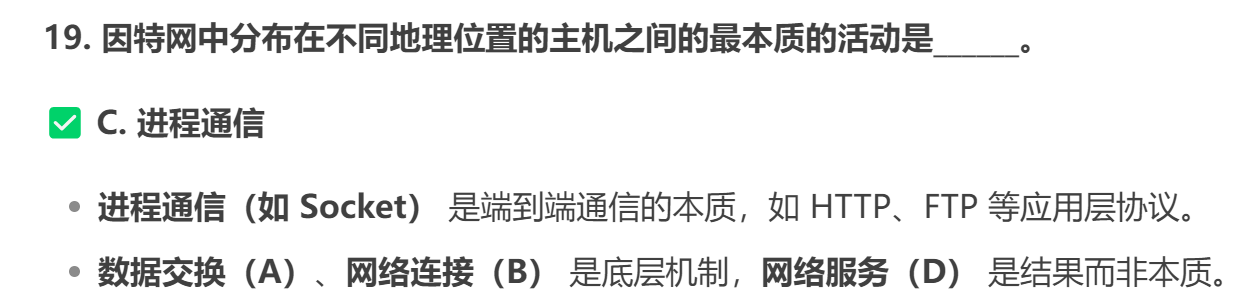 19. 因特网中分布在不同地理位置的主机之间的最本质的活动是______。
✅ C. 进程通信
• 进程通信（如 Socket） 是端到端通信的本质，如 HTTP、FTP 等应用层协议。
• 数据交换（A）、网络连接（B） 是底层机制，网络服务（D） 是结果而非本质。